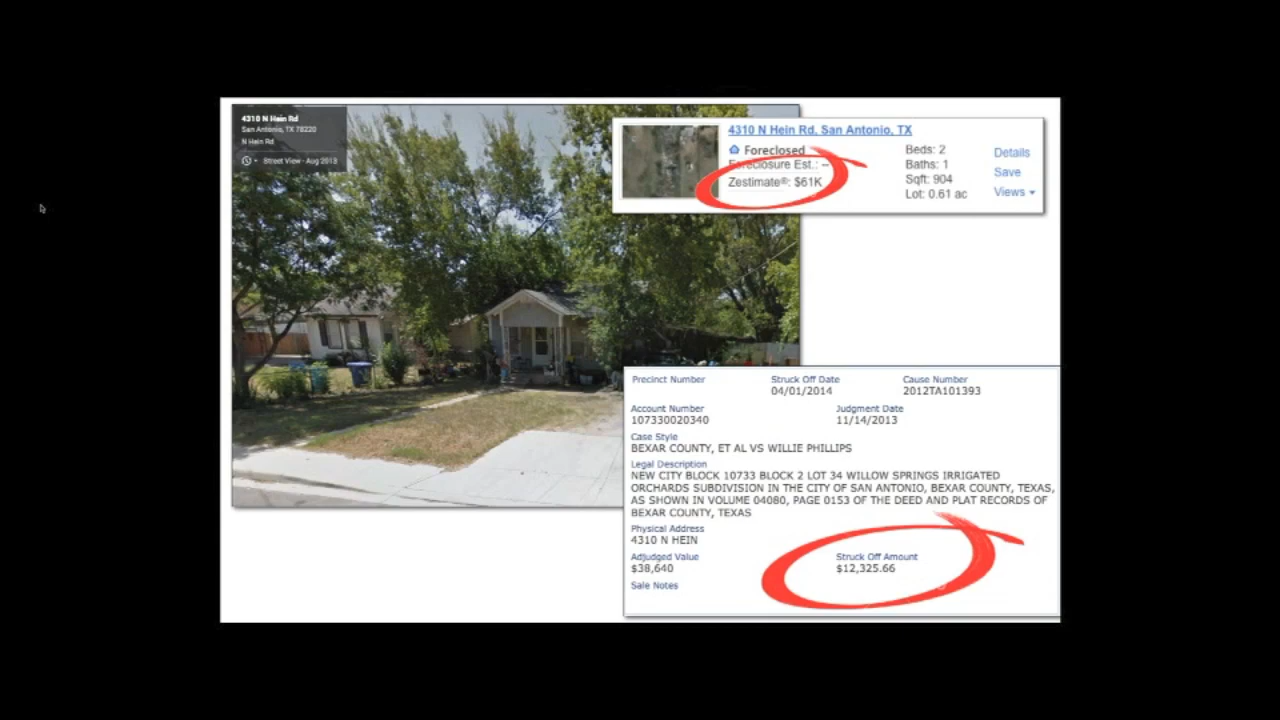 4310 N Hein Rd
San Antonio, TX 78220
N Hein Rd
Street View - Aug 2013
4310 N Hein Rd, San Antonio, TX
Foreclosed
Foreclosure Est.: --
Zestimate®: $61K
Beds: 2
Baths: 1
Sqft: 904
Lot: 0.61 ac
Details
Save
Views
Precinct Number
Struck Off Date
04/01/2014
Cause Number
2012TA101393
Account Number
107330020340
Judgment Date
11/14/2013
Case Style
BEXAR COUNTY, ET AL VS WILLIE PHILLIPS
Legal Description
NEW CITY BLOCK 10733 BLOCK 2 LOT 34 WILLOW SPRINGS IRRIGATED
ORCHARDS SUBDIVISION IN THE CITY OF SAN ANTONIO, BEXAR COUNTY, TEXAS,
AS SHOWN IN VOLUME 04080, PAGE 0153 OF THE DEED AND PLAT RECORDS OF
BEXAR COUNTY, TEXAS
Physical Address
4310 N HEIN
Adjudged Value
$38,640
Struck Off Amount
$12,325.66
Sale Notes